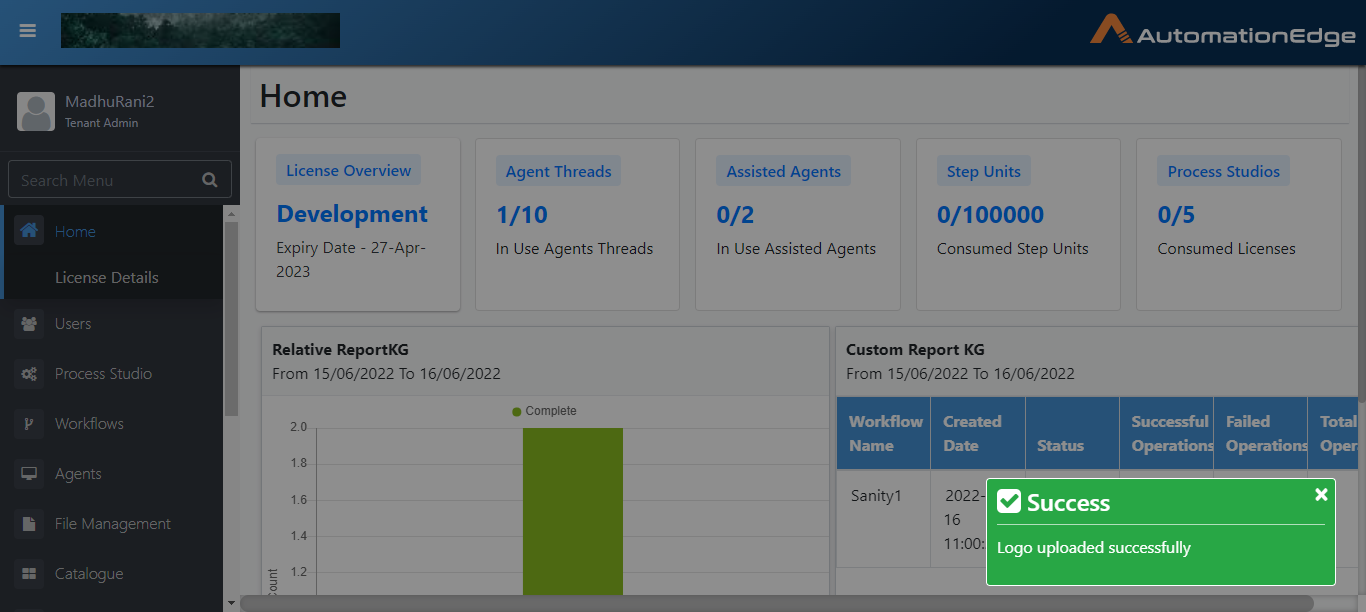 AutomationEdge
MadhuRani2
Tenant Admin
Search Menu
Home
License Details
Users
Process Studio
Workflows
Agents
File Management
Catalogue
Home
License Overview
Development
Expiry Date - 27-Apr-
2023
Agent Threads
1/10
In Use Agents Threads
Assisted Agents
0/2
In Use Assisted Agents
Step Units
0/100000
Consumed Step Units
Process Studios
0/5
Consumed Licenses
Relative ReportKG
From 15/06/2022 To 16/06/2022
Complete
2.0
1.8
1.6
1.4
1.2
Custom Report KG
From 15/06/2022 To 16/06/2022
Workflow
Name
Created
Date
Status
Successful
Operations
Failed
Operations
Total
Sanity1
2022-
16
11:00:
Success
Logo uploaded successfully